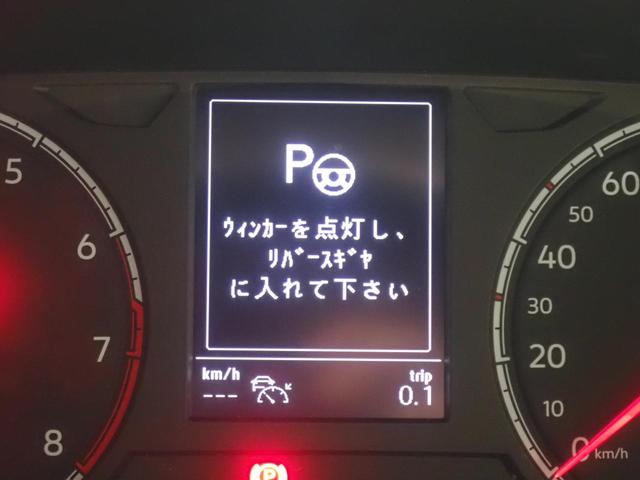 P
ウィンカーを点灯し、
リバースギヤ
に入れて下さい
km/h
trip
---
0.1
5
6
7
8
60
50
40
30
20
10
0 km/h
P